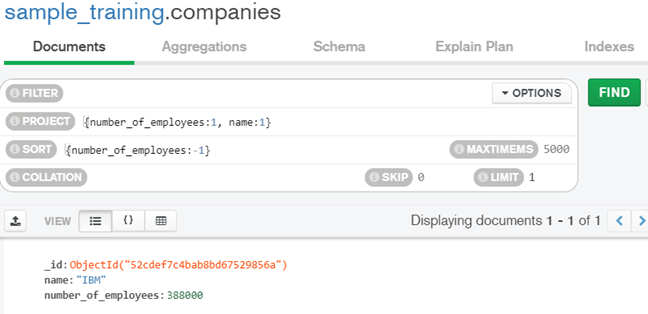 sample_training.companies
Documents Aggregations Schema Explain Plan Indexes
FILTER OPTIONS FIND
PROJECT {number_of_employees:1, name:1}
SORT {number_of_employees:-1} MAXTIMEMS 5000
COLLATION SKIP 0 LIMIT 1
VIEW {} Displaying documents 1 - 1 of 1 < >
_id:ObjectId("52cdef7c4bab8bd67529856a")
name:"IBM"
number_of_employees:388000